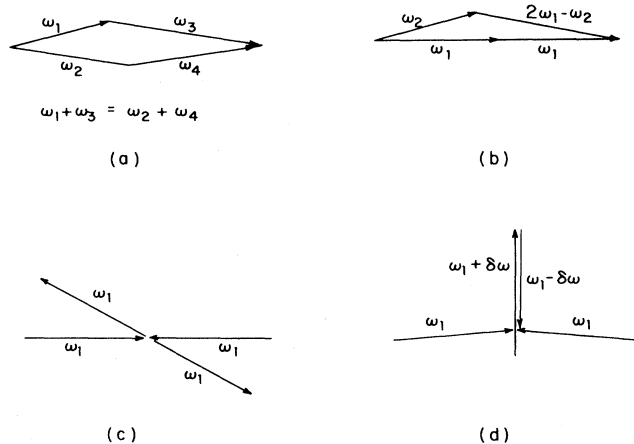 ω₁ ω₃
ω₂ ω₄
ω₁+ω₃ = ω₂+ω₄
(a)
ω₂ 2ω₁-ω₂
ω₁ ω₁
(b)
ω₁
ω₁ ω₁
ω₁
(c)
ω₁+δω ω₁-δω
ω₁ ω₁
(d)